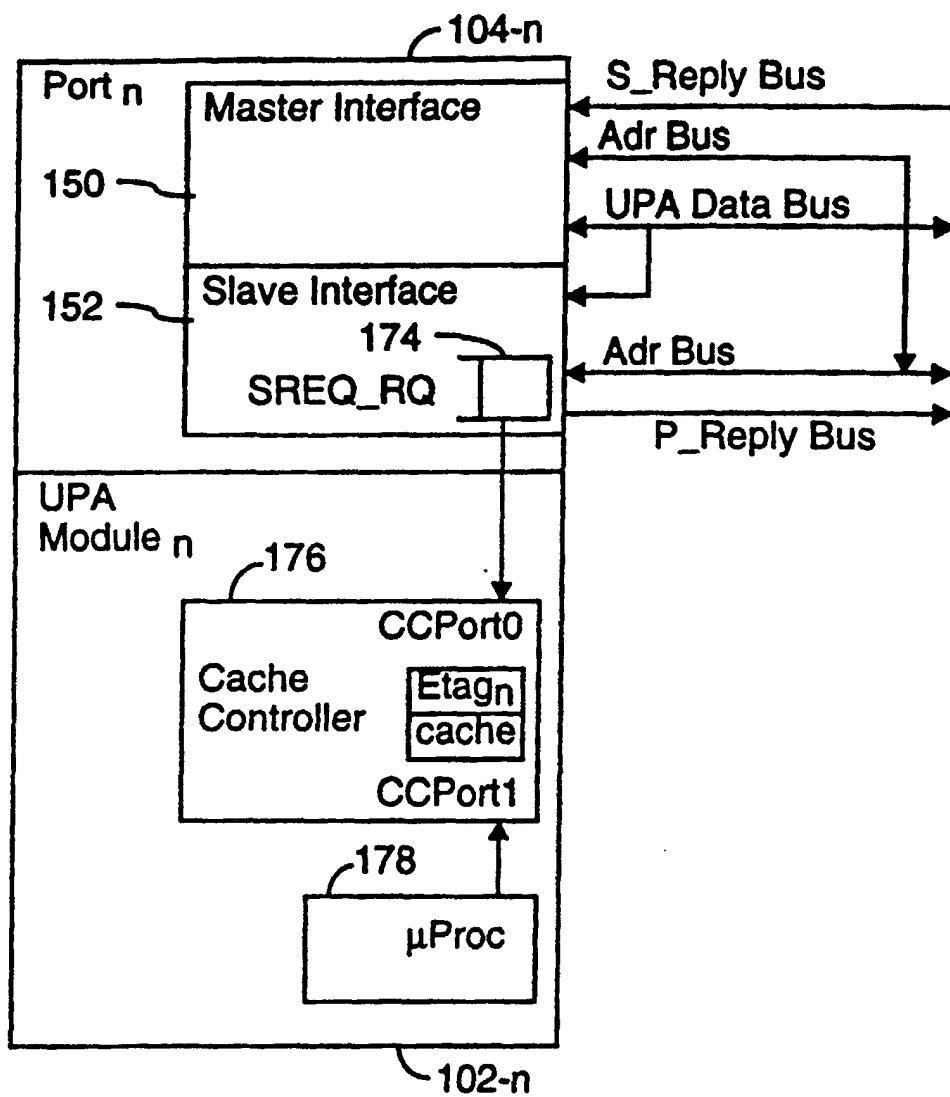 104-n
Port n
Master Interface
S_Reply Bus
Adr Bus
150
UPA Data Bus
Slave Interface
152
174
SREQ_RQ
Adr Bus
P_Reply Bus
UPA
Module n
176
CCPort0
Cache
Controller
Etagn
cache
CCPort1
178
μProc
102-n